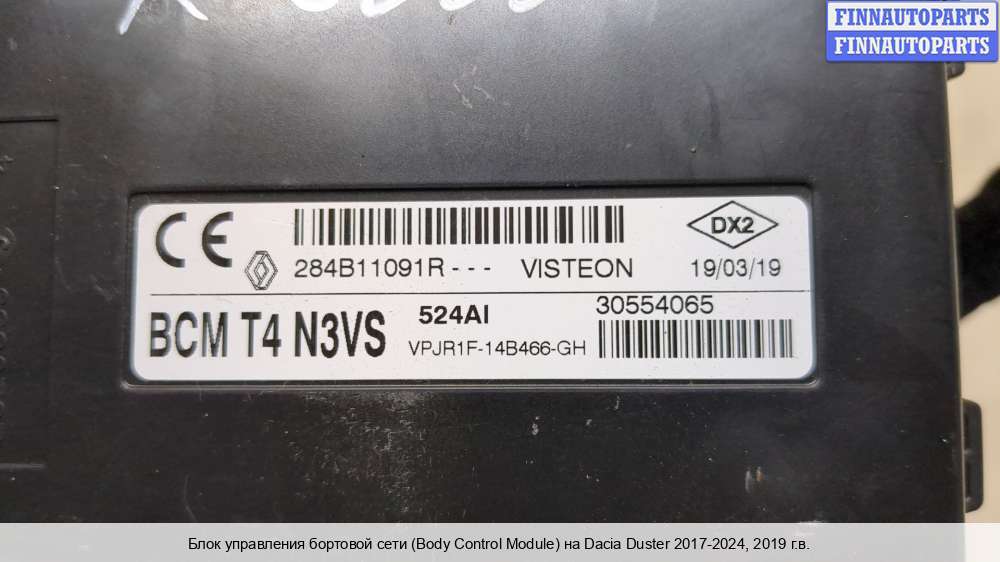 FINNAUTOPARTS
FINNAUTOPARTS
CE
284B11091R--- VISTEON
DX2
19/03/19
BCM T4 N3VS
524AI
VPJR1F-14B466-GH
30554065
Блок управления бортовой сети (Body Control Module) на Dacia Duster 2017-2024, 2019 г.в.